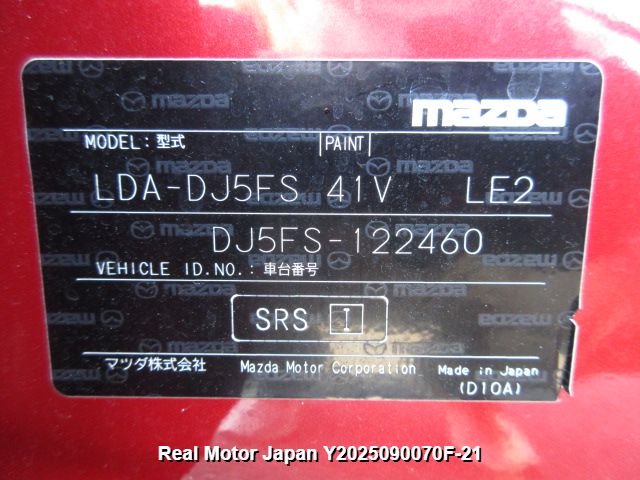 mazda
MODEL: 型式 PAINT
LDA-DJ5FS 41V LE2
DJ5FS-122460
VEHICLE ID.NO.: 車台番号
SRS I
マツダ株式会社 Mazda Motor Corporation Made in Japan
(D10A)
Real Motor Japan Y2025090070F-21